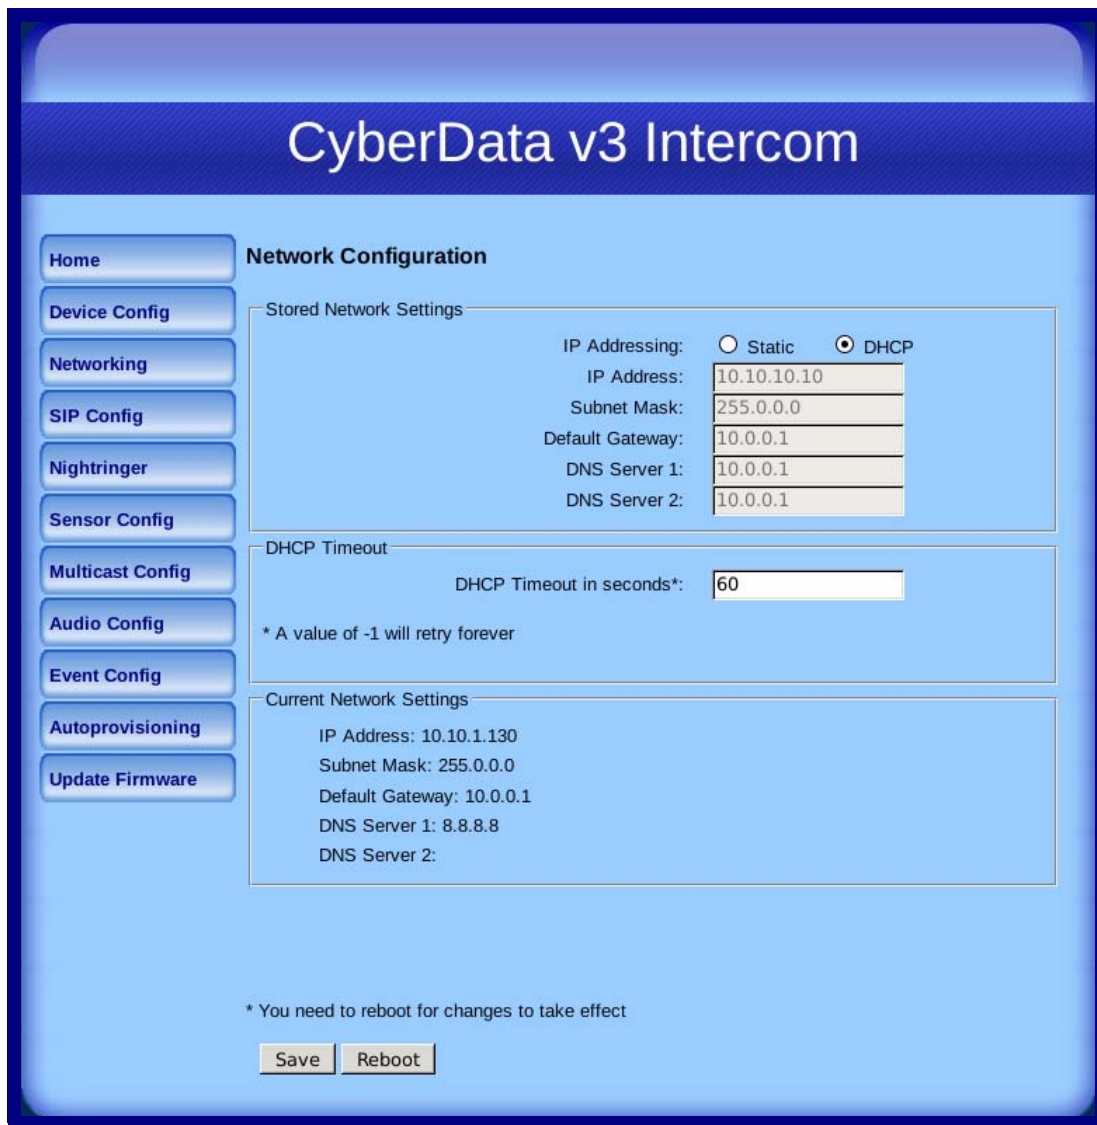 CyberData v3 Intercom
Home
Device Config
Networking
SIP Config
Nightringer
Sensor Config
Multicast Config
Audio Config
Event Config
Autoprovisioning
Update Firmware
Network Configuration
Stored Network Settings
IP Addressing: Static DHCP
IP Address: 10.10.10.10
Subnet Mask: 255.0.0.0
Default Gateway: 10.0.0.1
DNS Server 1: 10.0.0.1
DNS Server 2: 10.0.0.1
DHCP Timeout
DHCP Timeout in seconds*: 60
* A value of -1 will retry forever
Current Network Settings
IP Address: 10.10.1.130
Subnet Mask: 255.0.0.0
Default Gateway: 10.0.0.1
DNS Server 1: 8.8.8.8
DNS Server 2:
* You need to reboot for changes to take effect
Save Reboot